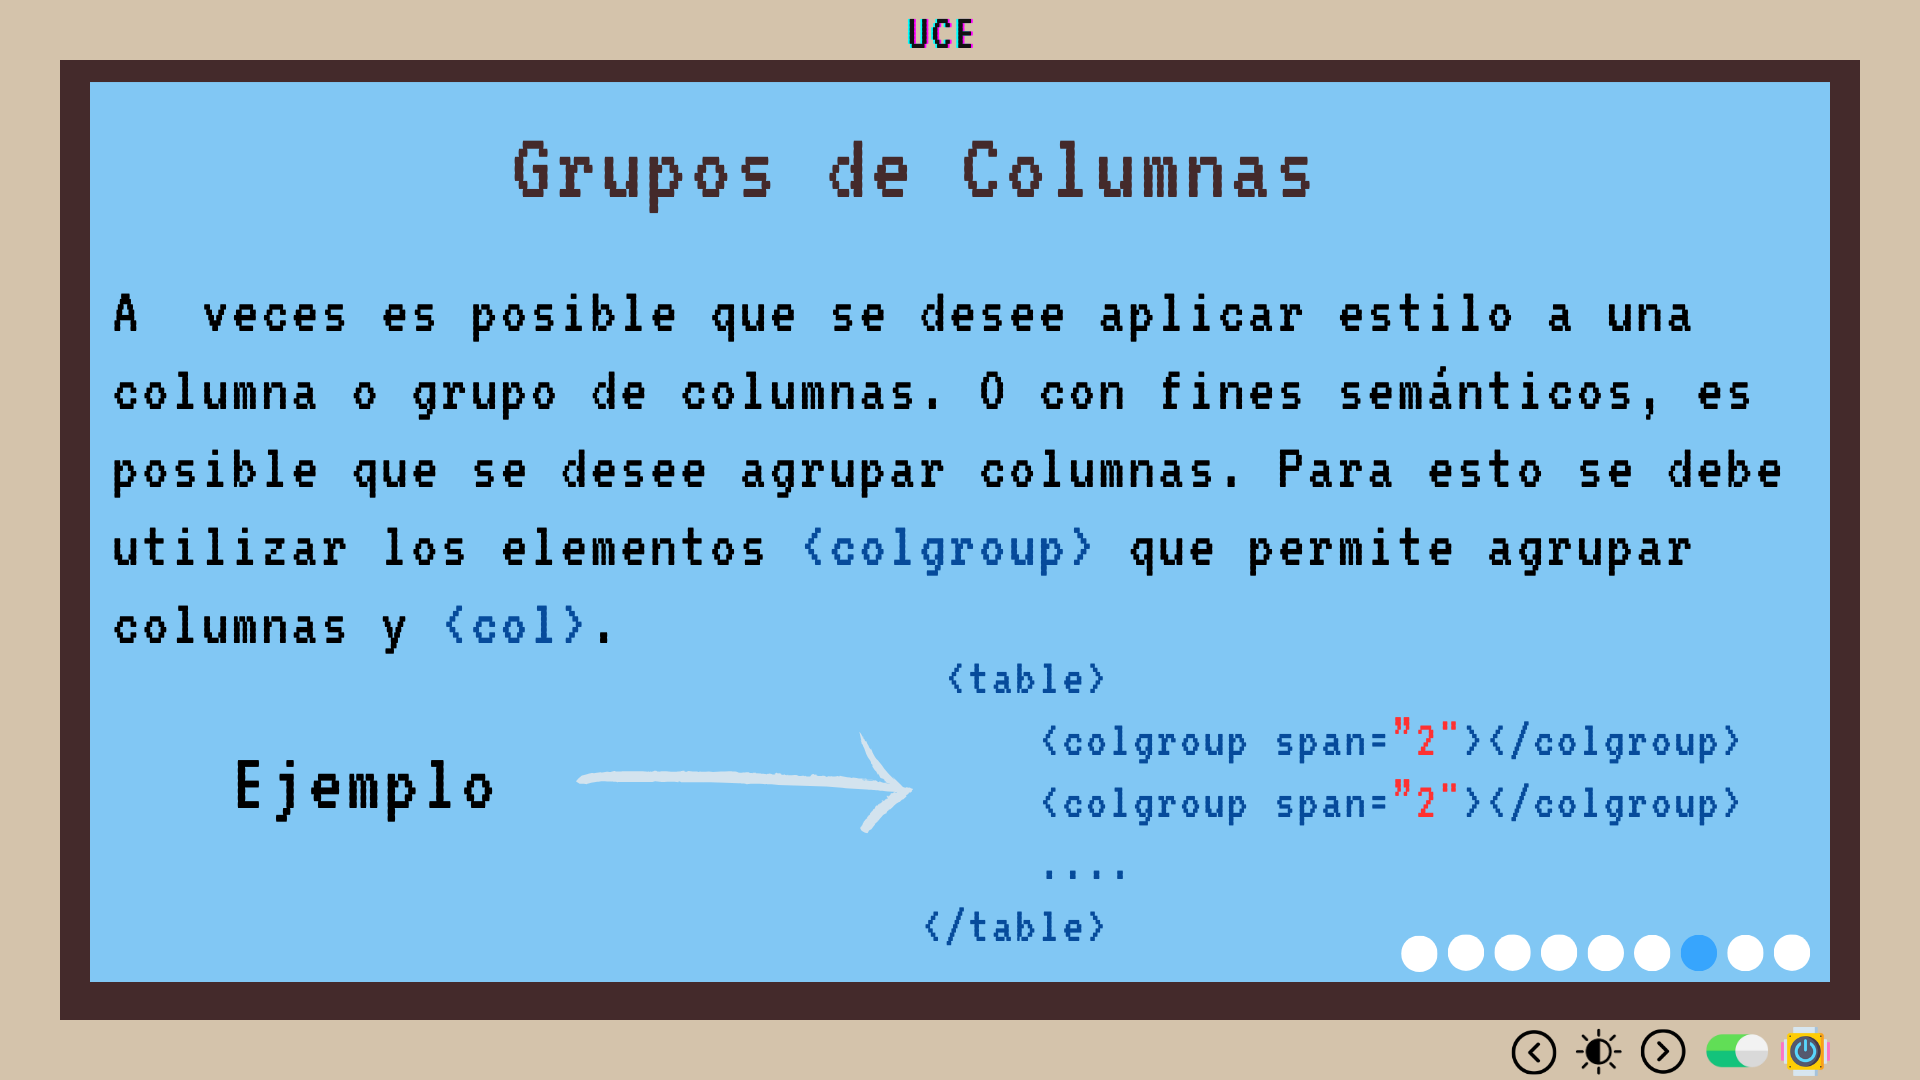 UCE
Grupos de Columnas
A  veces es posible que se desee aplicar estilo a una
columna o grupo de columnas. O con fines semánticos, es
posible que se desee agrupar columnas. Para esto se debe
utilizar los elementos <colgroup> que permite agrupar
columnas y <col>.
Ejemplo
<table>
<colgroup span=”2"></colgroup>
<colgroup span=”2"></colgroup>
....
</table>